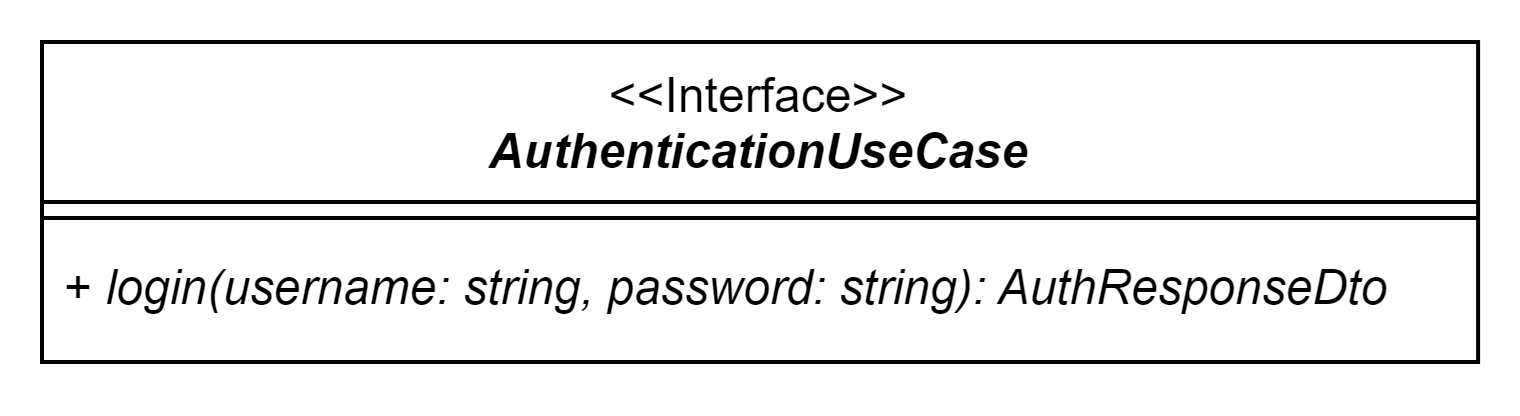 <<Interface>>
AuthenticationUseCase
+ login(username: string, password: string): AuthResponseDto